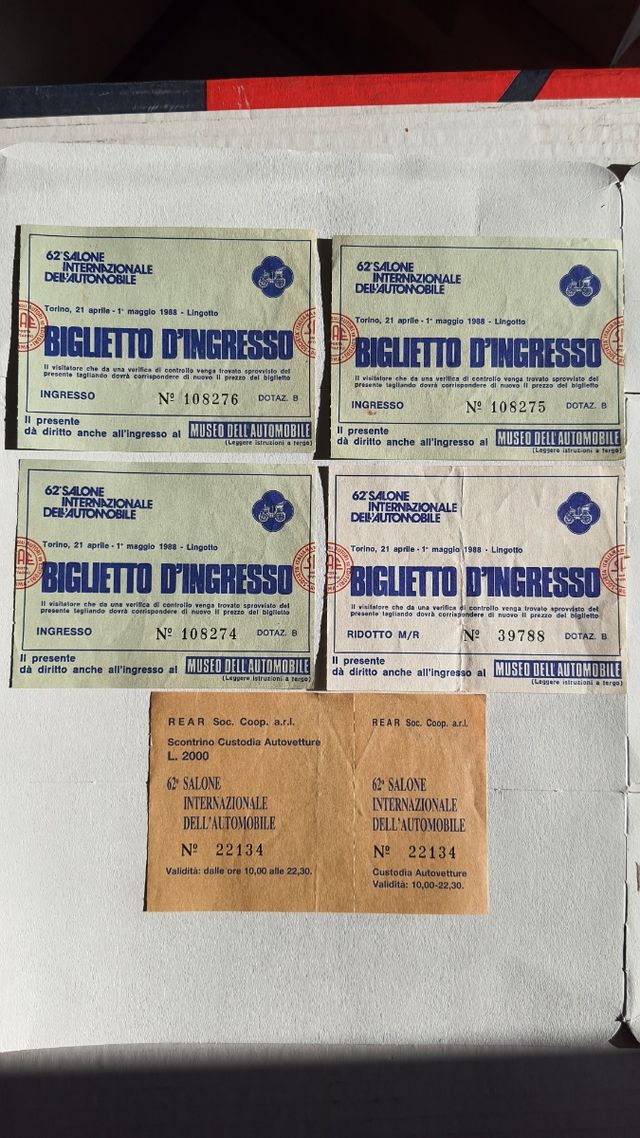 62° SALONE
INTERNAZIONALE
DELL'AUTOMOBILE
Torino, 21 aprile - 1° maggio 1988 - Lingotto
BIGLIETTO D'INGRESSO
Il visitatore che da una verifica di controllo venga trovato sprovvisto del
presente tagliando dovrà corrispondere di nuovo il prezzo del biglietto
INGRESSO Nº 108276 DOTAZ. B
Il presente
dà diritto anche all'ingresso al MUSEO DELL'AUTOMOBILE
(Leggere istruzioni a tergo)
62° SALONE
INTERNAZIONALE
DELL'AUTOMOBILE
Torino, 21 aprile - 1° maggio 1988 - Lingotto
BIGLIETTO D'INGRESSO
Il visitatore che da una verifica di controllo venga trovato sprovvisto del
presente tagliando dovrà corrispondere di nuovo il prezzo del biglietto
INGRESSO Nº 108275 DOTAZ. B
Il presente
dà diritto anche all'ingresso al MUSEO DELL'AUTOMOBILE
(Leggere istruzioni a tergo)
62° SALONE
INTERNAZIONALE
DELL'AUTOMOBILE
Torino, 21 aprile - 1° maggio 1988 - Lingotto
BIGLIETTO D'INGRESSO
Il visitatore che da una verifica di controllo venga trovato sprovvisto del
presente tagliando dovrà corrispondere di nuovo il prezzo del biglietto
INGRESSO Nº 108274 DOTAZ. B
Il presente
dà diritto anche all'ingresso al MUSEO DELL'AUTOMOBILE
(Leggere istruzioni a tergo)
62° SALONE
INTERNAZIONALE
DELL'AUTOMOBILE
Torino, 21 aprile - 1° maggio 1988 - Lingotto
BIGLIETTO D'INGRESSO
Il visitatore che da una verifica di controllo venga trovato sprovvisto del
presente tagliando dovrà corrispondere di nuovo il prezzo del biglietto
RIDOTTO M/R Nº 39788 DOTAZ. B
Il presente
dà diritto anche all'ingresso al MUSEO DELL'AUTOMOBILE
(Leggere istruzioni a tergo)
REAR Soc. Coop. a.r.l.
Scontrino Custodia Autovetture
L. 2000
62º SALONE
INTERNAZIONALE
DELL'AUTOMOBILE
Nº 22134
Validità: dalle ore 10,00 alle 22,30.
REAR Soc. Coop. a.r.l.
62º SALONE
INTERNAZIONALE
DELL'AUTOMOBILE
Nº 22134
Custodia Autovetture
Validità: 10,00-22,30.